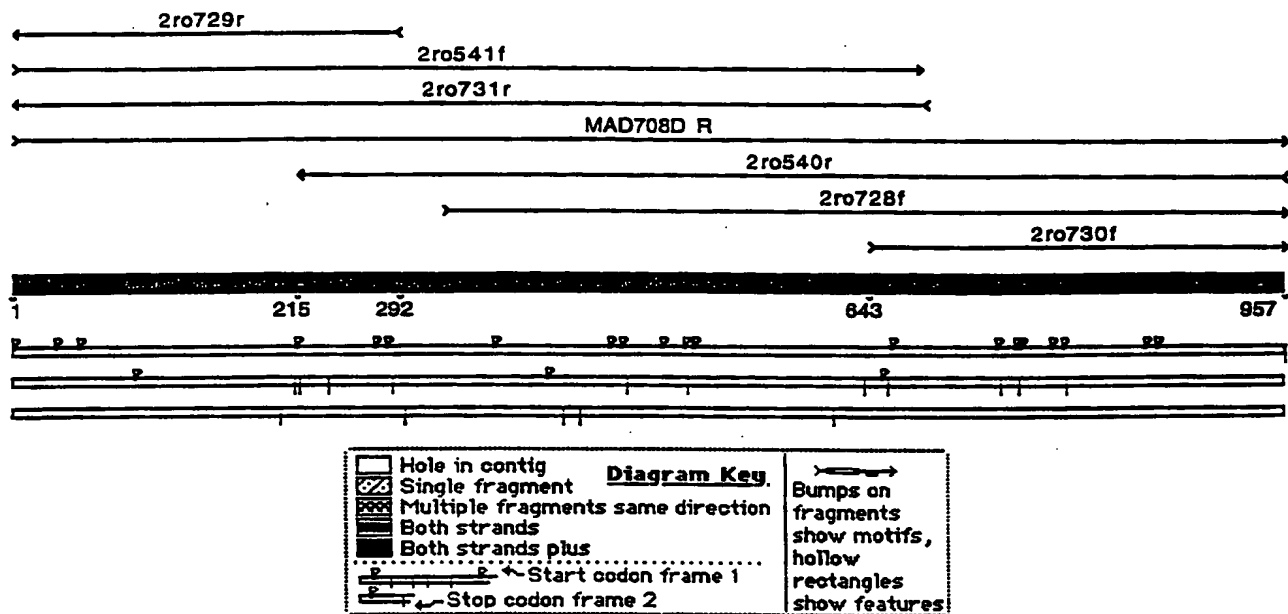 2ro729r
2ro541f
2ro731r
MAD708D R
2ro540r
2ro728f
2ro730f
1 215 292 643 957
Diagram Key
Hole in contig
Single fragment
Multiple fragments same direction
Both strands
Both strands plus
Start codon frame 1
Stop codon frame 2
Bumps on
fragments
show motifs,
hollow
rectangles
show features